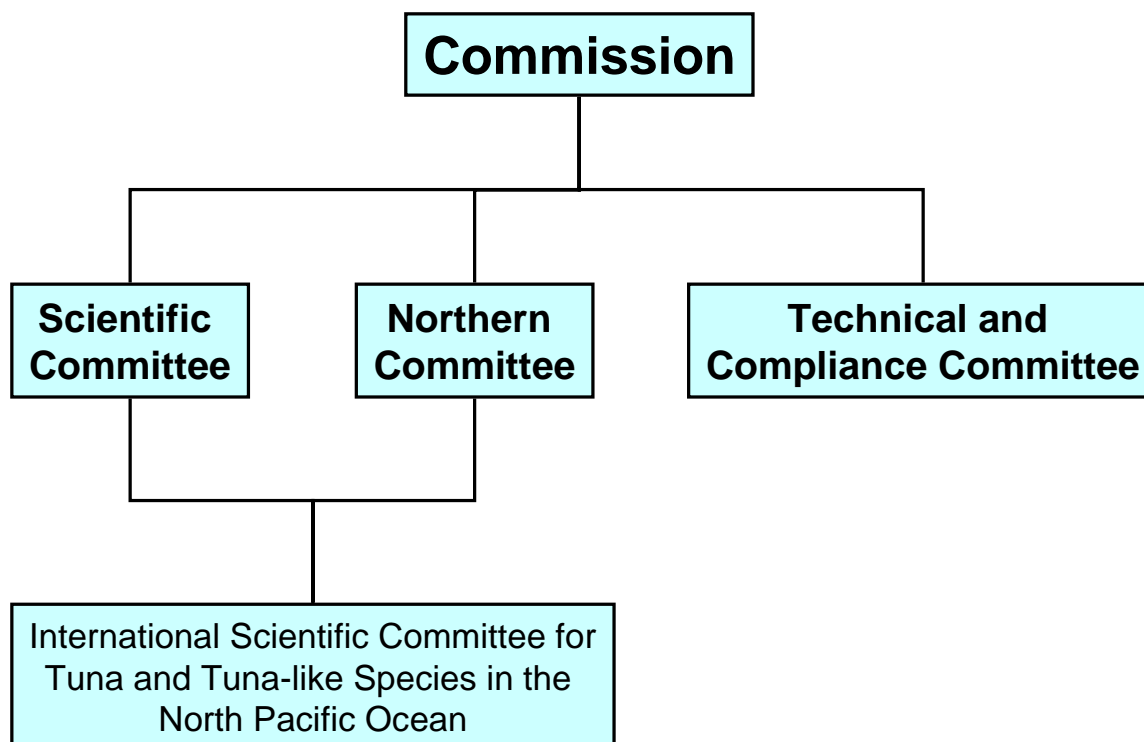 Commission
Scientific
Committee
Northern
Committee
Technical and
Compliance Committee
International Scientific Committee for
Tuna and Tuna-like Species in the
North Pacific Ocean